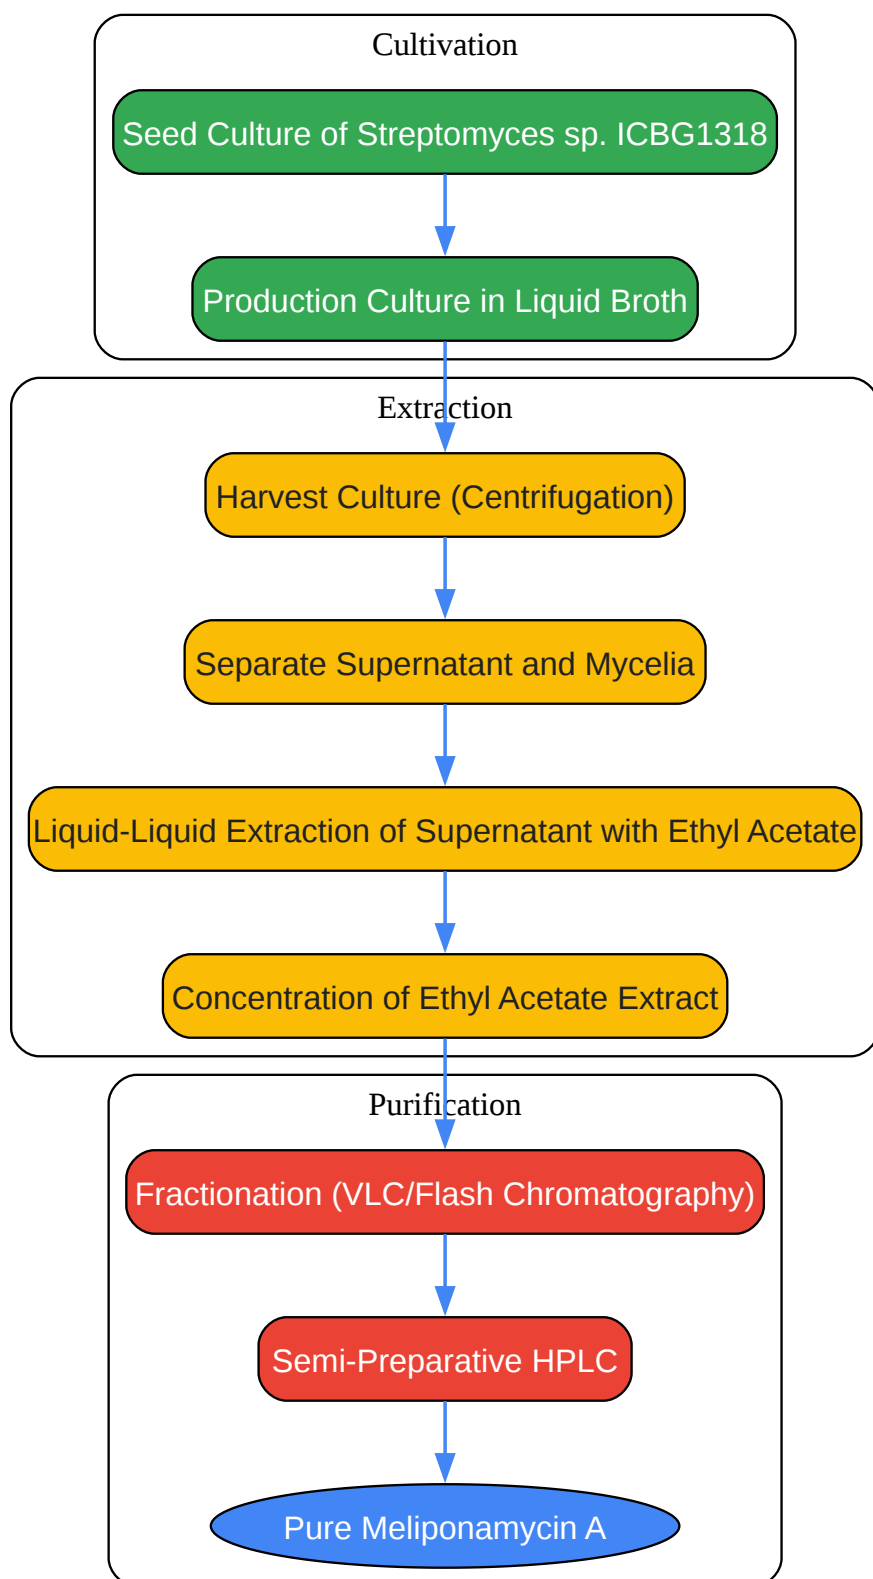 Cultivation
Seed Culture of Streptomyces sp. ICBG1318
Production Culture in Liquid Broth
Extraction
Harvest Culture (Centrifugation)
Separate Supernatant and Mycelia
Liquid-Liquid Extraction of Supernatant with Ethyl Acetate
Concentration of Ethyl Acetate Extract
Purification
Fractionation (VLC/Flash Chromatography)
Semi-Preparative HPLC
Pure Meliponamycin A